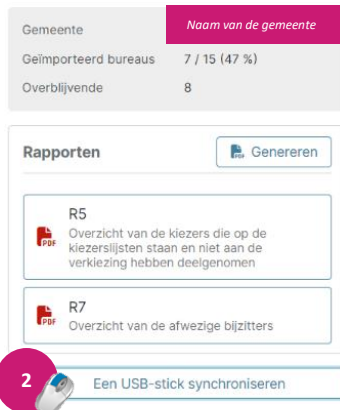 Gemeente Naam van de gemeente
Geïmporteerd bureaus 7 / 15 (47 %)
Overblijvende 8
Rapporten Genereren
R5
Overzicht van de kiezers die op de
kiezerslijsten staan en niet aan de
verkiezing hebben deelgenomen
PDF
R7
Overzicht van de afwezige bijzitters
PDF
2 Een USB-stick synchroniseren